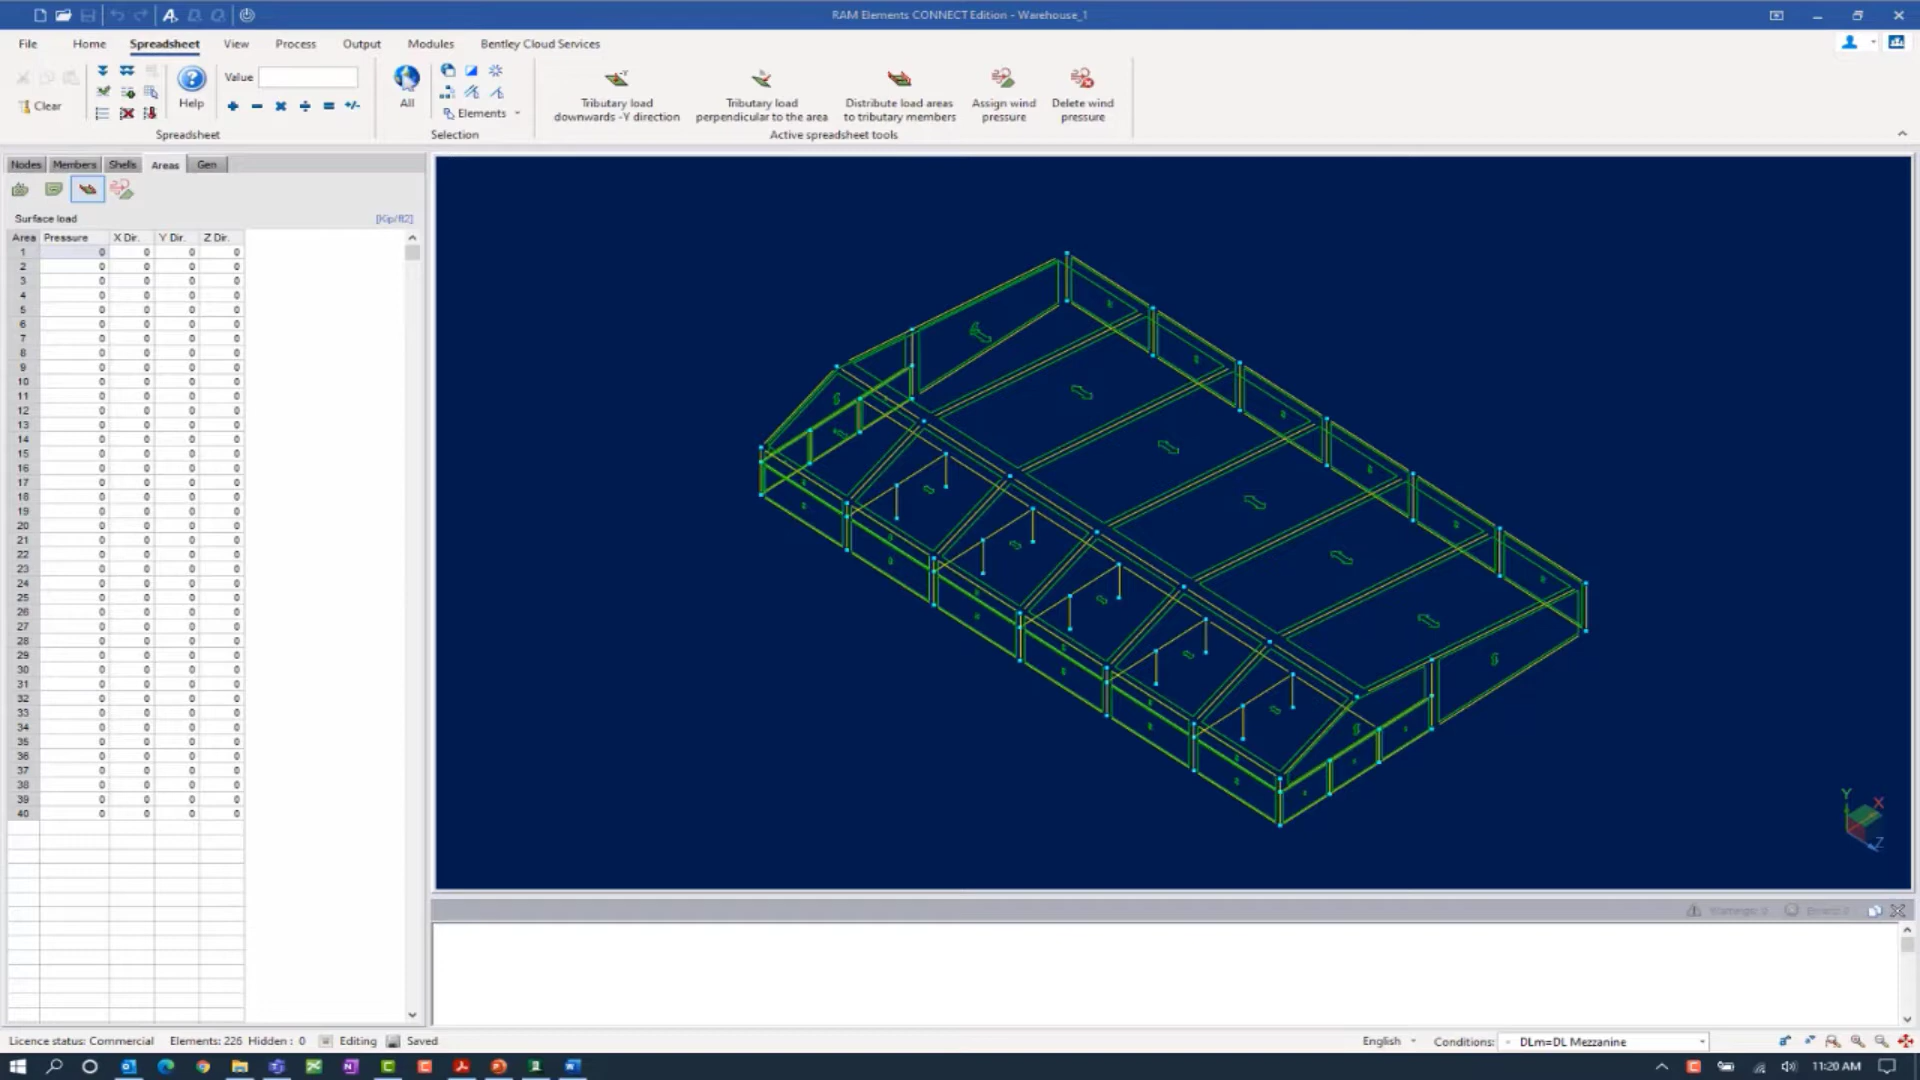 RAM Elements CONNECT Edition - Warehouse_1
File Home Spreadsheet View Process Output Modules Bentley Cloud Services
Clear
Help
Value
All
Elements
Tributary load downwards -Y direction
Tributary load perpendicular to the area
Distribute load areas to tributary members
Assign wind pressure
Delete wind pressure
Spreadsheet Selection Active spreadsheet tools
Nodes Members Shells Areas Gen
Surface load [Kip/ft2]
Area Pressure X Dir. Y Dir. Z Dir.
1 0 0 0 0
2 0 0 0 0
3 0 0 0 0
4 0 0 0 0
5 0 0 0 0
6 0 0 0 0
7 0 0 0 0
8 0 0 0 0
9 0 0 0 0
10 0 0 0 0
11 0 0 0 0
12 0 0 0 0
13 0 0 0 0
14 0 0 0 0
15 0 0 0 0
16 0 0 0 0
17 0 0 0 0
18 0 0 0 0
19 0 0 0 0
20 0 0 0 0
21 0 0 0 0
22 0 0 0 0
23 0 0 0 0
24 0 0 0 0
25 0 0 0 0
26 0 0 0 0
27 0 0 0 0
28 0 0 0 0
29 0 0 0 0
30 0 0 0 0
31 0 0 0 0
32 0 0 0 0
33 0 0 0 0
34 0 0 0 0
35 0 0 0 0
36 0 0 0 0
37 0 0 0 0
38 0 0 0 0
39 0 0 0 0
40 0 0 0 0
Y X Z
Warnings: 0 Errors: 0
Licence status: Commercial Elements: 226 Hidden : 0 Editing Saved English Conditions: DLm=DL Mezzanine
11:20 AM